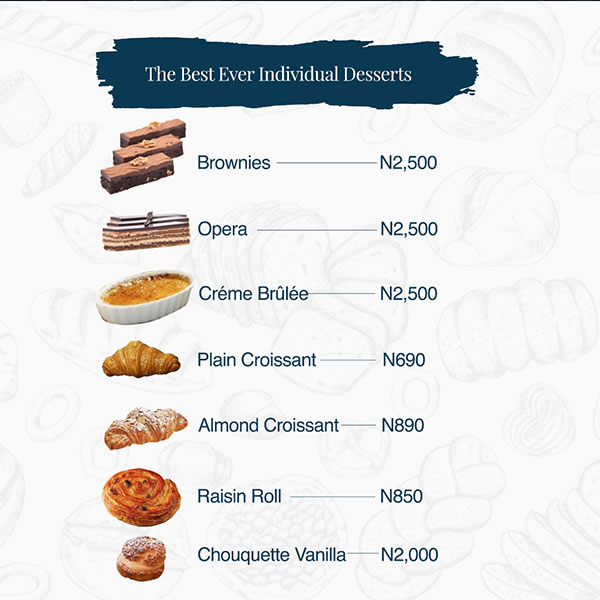 The Best Ever Individual Desserts
Brownies N2,500
Opera N2,500
Créme Brûlée N2,500
Plain Croissant N690
Almond Croissant N890
Raisin Roll N850
Chouquette Vanilla N2,000